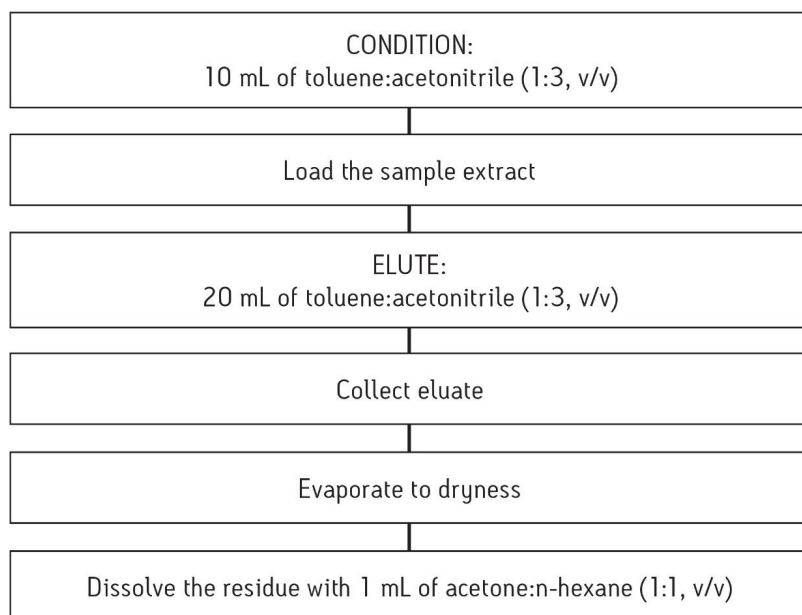 CONDITION:
10 mL of toluene:acetonitrile (1:3, v/v)
Load the sample extract
ELUTE:
20 mL of toluene:acetonitrile (1:3, v/v)
Collect eluate
Evaporate to dryness
Dissolve the residue with 1 mL of acetone:n-hexane (1:1, v/v)